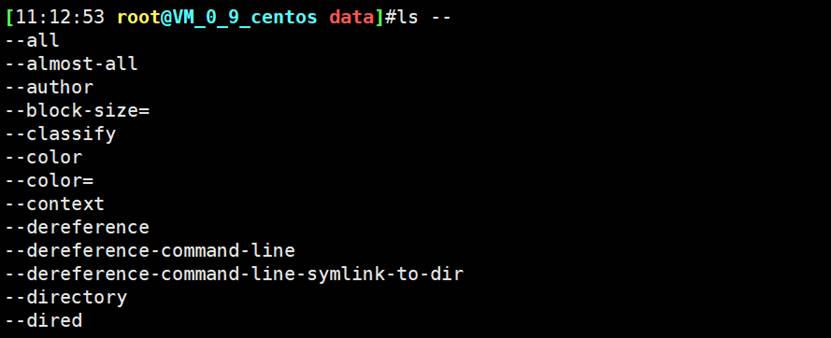 [11:12:53 root@VM_0_9_centos data]#ls --
--all
--almost-all
--author
--block-size=
--classify
--color
--color=
--context
--dereference
--dereference-command-line
--dereference-command-line-symlink-to-dir
--directory
--dired